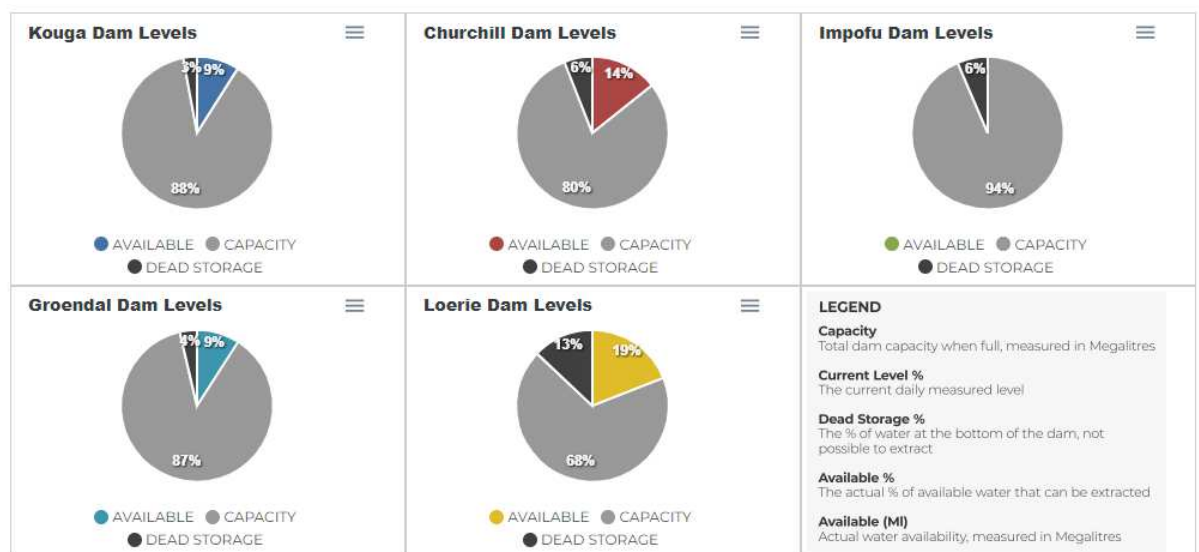 Kouga Dam Levels
3% 9%
88%
AVAILABLE CAPACITY
DEAD STORAGE
Churchill Dam Levels
6% 14%
80%
AVAILABLE CAPACITY
DEAD STORAGE
Impofu Dam Levels
6%
94%
AVAILABLE CAPACITY
DEAD STORAGE
Groendal Dam Levels
4% 9%
87%
AVAILABLE CAPACITY
DEAD STORAGE
Loerie Dam Levels
13% 19%
68%
AVAILABLE CAPACITY
DEAD STORAGE
LEGEND
Capacity
Total dam capacity when full, measured in Megalitres
Current Level %
The current daily measured level
Dead Storage %
The % of water at the bottom of the dam, not
possible to extract
Available %
The actual % of available water that can be extracted
Available (Ml)
Actual water availability, measured in Megalitres